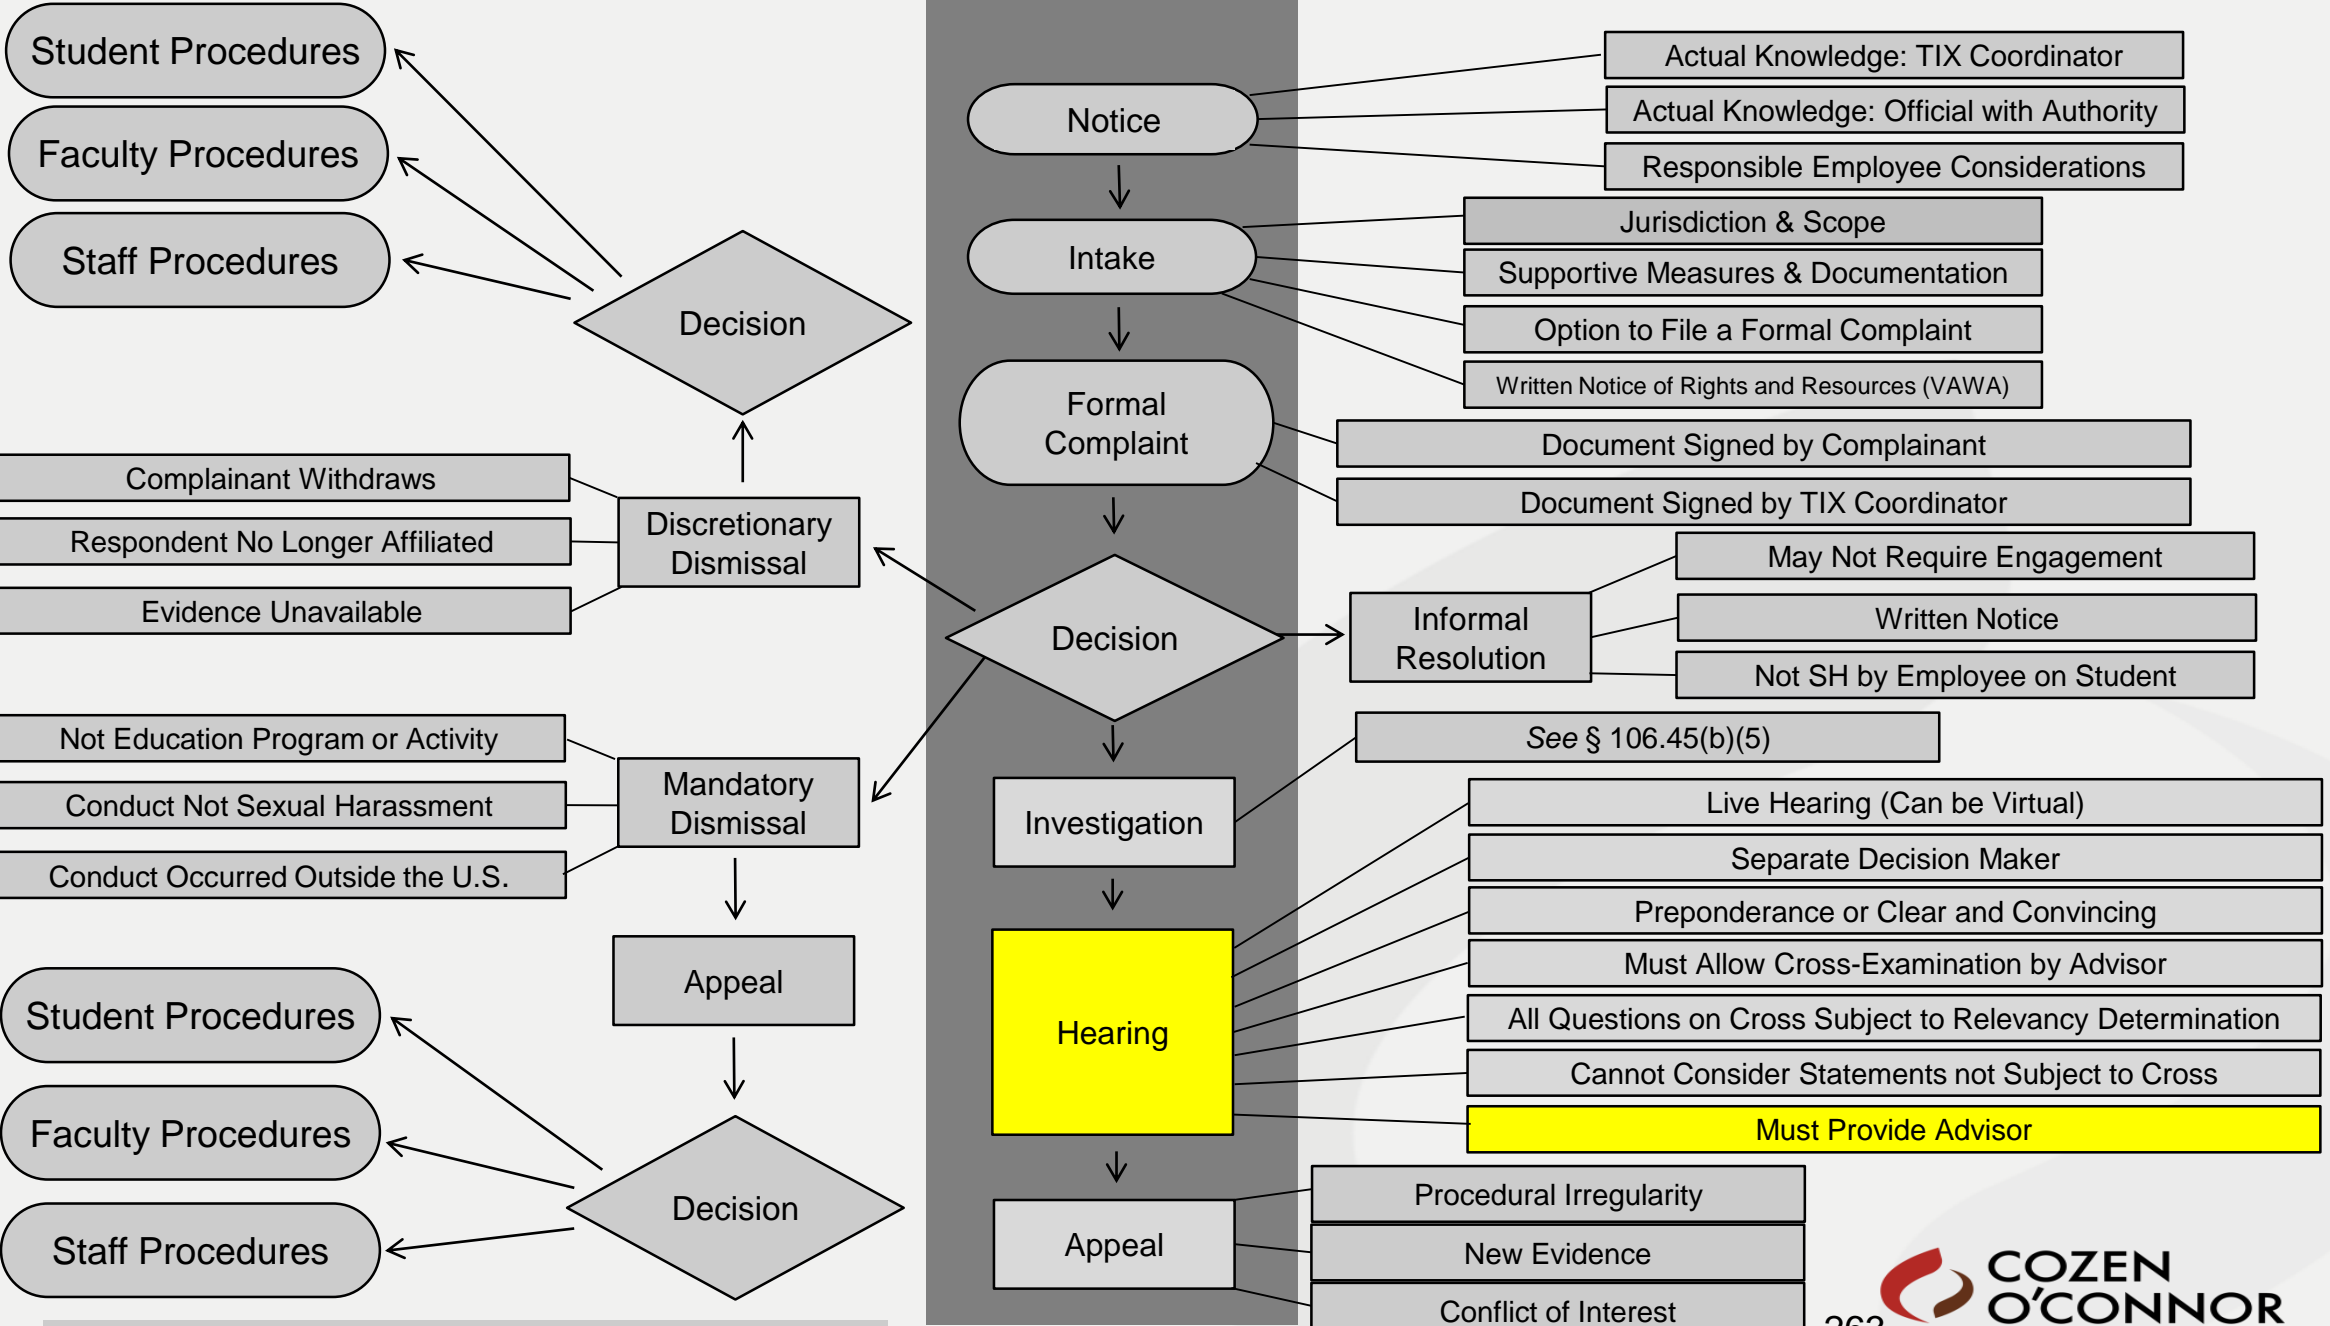 Student Procedures
Faculty Procedures
Staff Procedures
Decision
Complainant Withdraws
Respondent No Longer Affiliated
Evidence Unavailable
Discretionary
Dismissal
Not Education Program or Activity
Conduct Not Sexual Harassment
Conduct Occurred Outside the U.S.
Mandatory
Dismissal
Appeal
Student Procedures
Faculty Procedures
Staff Procedures
Decision
Notice
Intake
Formal
Complaint
Decision
Investigation
Hearing
Appeal
Actual Knowledge: TIX Coordinator
Actual Knowledge: Official with Authority
Responsible Employee Considerations
Jurisdiction & Scope
Supportive Measures & Documentation
Option to File a Formal Complaint
Written Notice of Rights and Resources (VAWA)
Document Signed by Complainant
Document Signed by TIX Coordinator
Informal
Resolution
May Not Require Engagement
Written Notice
Not SH by Employee on Student
See § 106.45(b)(5)
Live Hearing (Can be Virtual)
Separate Decision Maker
Preponderance or Clear and Convincing
Must Allow Cross-Examination by Advisor
All Questions on Cross Subject to Relevancy Determination
Cannot Consider Statements not Subject to Cross
Must Provide Advisor
Procedural Irregularity
New Evidence
Conflict of Interest
COZEN
O'CONNOR